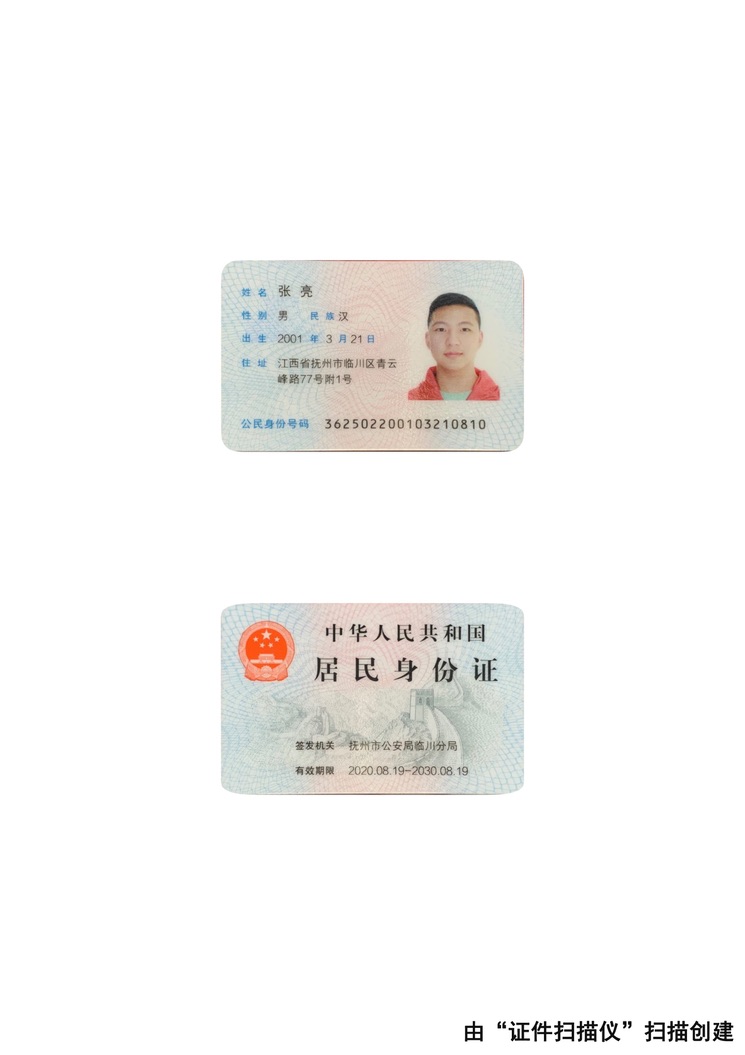 姓名 张亮
性别 男 民族 汉
出生 2001 年 3 月 21 日
住址 江西省抚州市临川区青云
峰路77号附1号
公民身份号码 362502200103210810
中华人民共和国
居民身份证
签发机关 抚州市公安局临川分局
有效期限 2020.08.19-2030.08.19
由“证件扫描仪”扫描创建